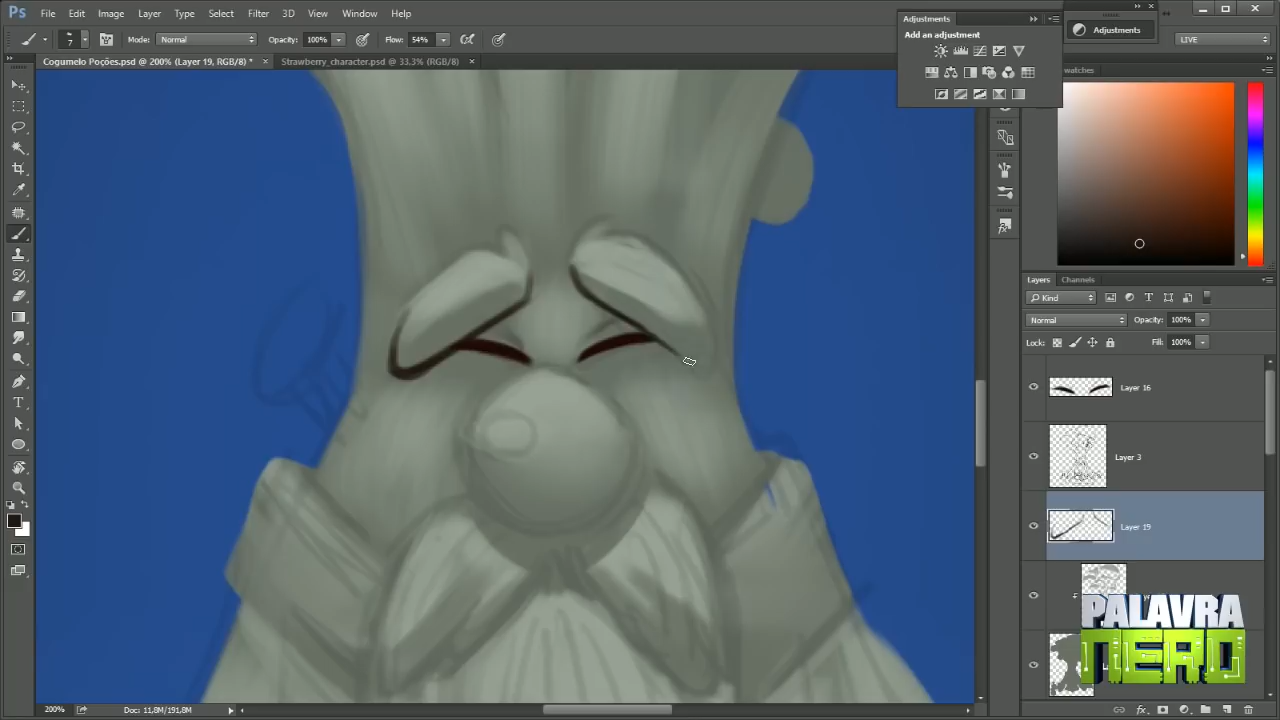 Ps File Edit Image Layer Type Select Filter 3D View Window Help
7 Mode: Normal Opacity: 100% Flow: 54%
Cogumelo Poções.psd @ 200% (Layer 19, RGB/8) * × Strawberry_character.psd @ 33.3% (RGB/8) ×
Adjustments
Add an adjustment
Adjustments
LIVE
watches
Layers Channels
Kind
Normal Opacity: 100%
Lock: Fill: 100%
Layer 16
Layer 3
Layer 19
PALAVRA
NERD
200% Doc: 11,8M/191,8M